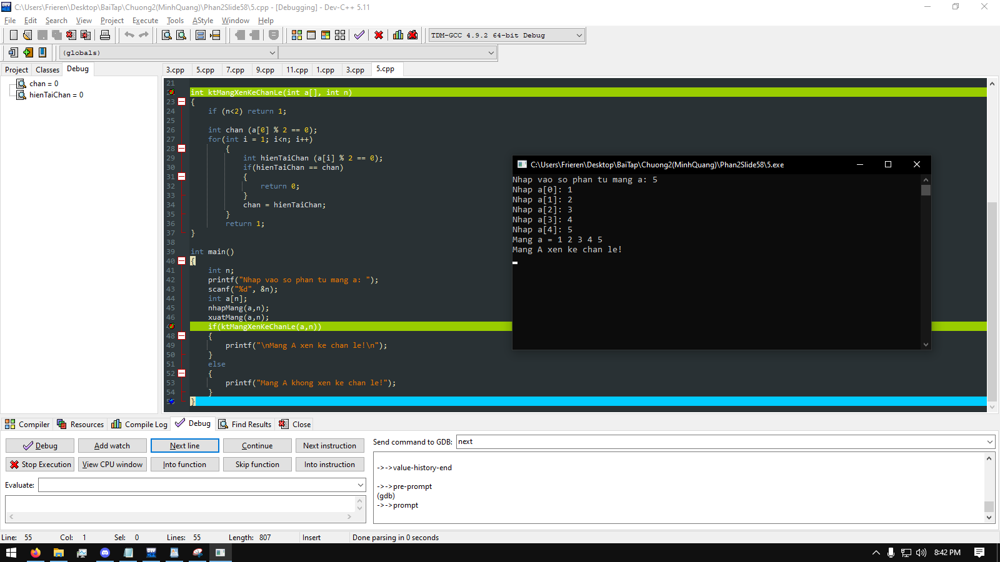 C:\Users\Frieren\Desktop\BaiTap\Chuong2(MinhQuang)\Phan2Slide58\5.cpp - [Debugging] - Dev-C++ 5.11
File Edit Search View Project Execute Tools AStyle Window Help
TDM-GCC 4.9.2 64-bit Debug
(globals)
Project Classes Debug
3.cpp 5.cpp 7.cpp 9.cpp 11.cpp 1.cpp 3.cpp 5.cpp
chan = 0
hienTaiChan = 0
21
int ktMangXenKeChanLe(int a[], int n)
23 {
24 if (n<2) return 1;
25
26 int chan (a[0] % 2 == 0);
27 for(int i = 1; i<n; i++)
28 {
29 int hienTaiChan (a[i] % 2 == 0);
30 if(hienTaiChan == chan)
31 {
32 return 0;
33 }
34 chan = hienTaiChan;
35 }
36 return 1;
37 }
38
39 int main()
40 {
41 int n;
42 printf("Nhap vao so phan tu mang a: ");
43 scanf("%d", &n);
44 int a[n];
45 nhapMang(a,n);
46 xuatMang(a,n);
if(ktMangXenKeChanLe(a,n))
48 {
49 printf("\nMang A xen ke chan le!\n");
50 }
51 else
52 {
53 printf("Mang A khong xen ke chan le!");
54 }
}
C:\Users\Frieren\Desktop\BaiTap\Chuong2(MinhQuang)\Phan2Slide58\5.exe
Nhap vao so phan tu mang a: 5
Nhap a[0]: 1
Nhap a[1]: 2
Nhap a[2]: 3
Nhap a[3]: 4
Nhap a[4]: 5
Mang a = 1 2 3 4 5
Mang A xen ke chan le!
Compiler Resources Compile Log Debug Find Results Close
Debug Add watch Next line Continue Next instruction
Stop Execution View CPU window Into function Skip function Into instruction
Evaluate:
Send command to GDB: next
->->value-history-end
->->pre-prompt
(gdb)
->->prompt
Line: 55 Col: 1 Sel: 0 Lines: 55 Length: 807 Insert Done parsing in 0 seconds
8:42 PM